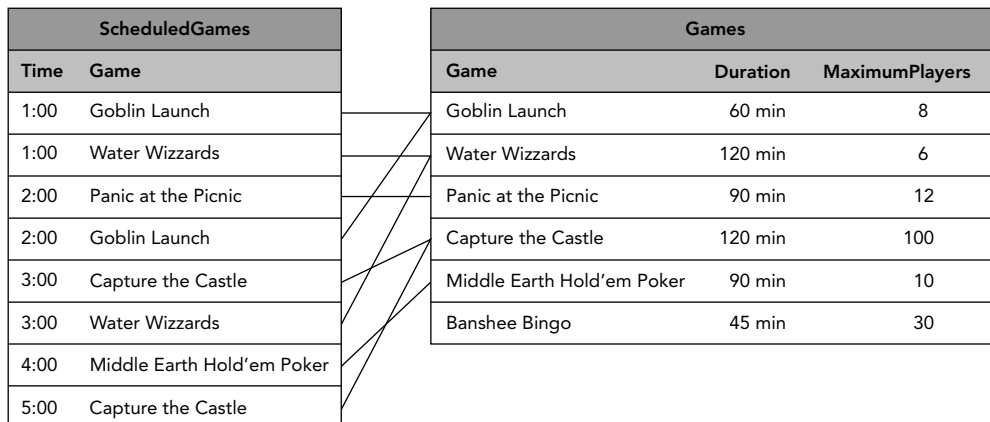 ScheduledGames
Time Game
1:00 Goblin Launch
1:00 Water Wizzards
2:00 Panic at the Picnic
2:00 Goblin Launch
3:00 Capture the Castle
3:00 Water Wizzards
4:00 Middle Earth Hold’em Poker
5:00 Capture the Castle
Games
Game Duration MaximumPlayers
Goblin Launch 60 min 8
Water Wizzards 120 min 6
Panic at the Picnic 90 min 12
Capture the Castle 120 min 100
Middle Earth Hold’em Poker 90 min 10
Banshee Bingo 45 min 30